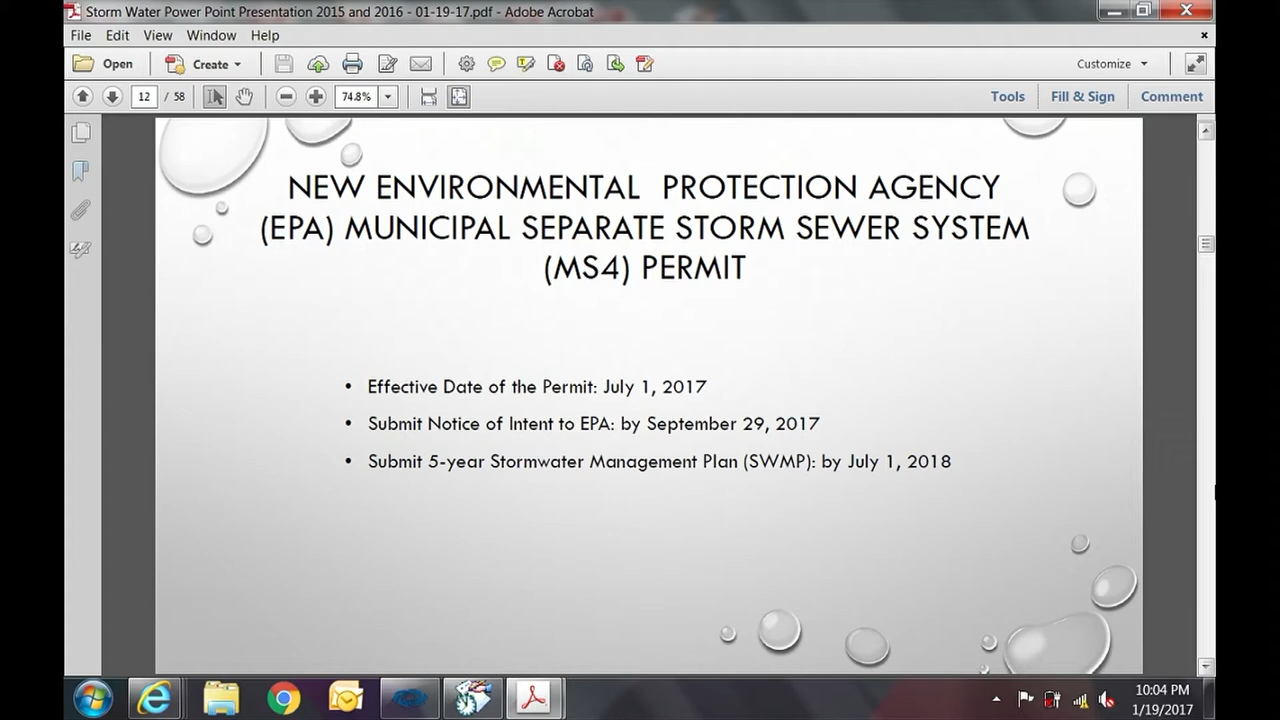 Storm Water Power Point Presentation 2015 and 2016 - 01-19-17.pdf - Adobe Acrobat
File Edit View Window Help
Open Create Customize
12 / 58 74.8% Tools Fill & Sign Comment
NEW ENVIRONMENTAL PROTECTION AGENCY
(EPA) MUNICIPAL SEPARATE STORM SEWER SYSTEM
(MS4) PERMIT
• Effective Date of the Permit: July 1, 2017
• Submit Notice of Intent to EPA: by September 29, 2017
• Submit 5-year Stormwater Management Plan (SWMP): by July 1, 2018
10:04 PM
1/19/2017